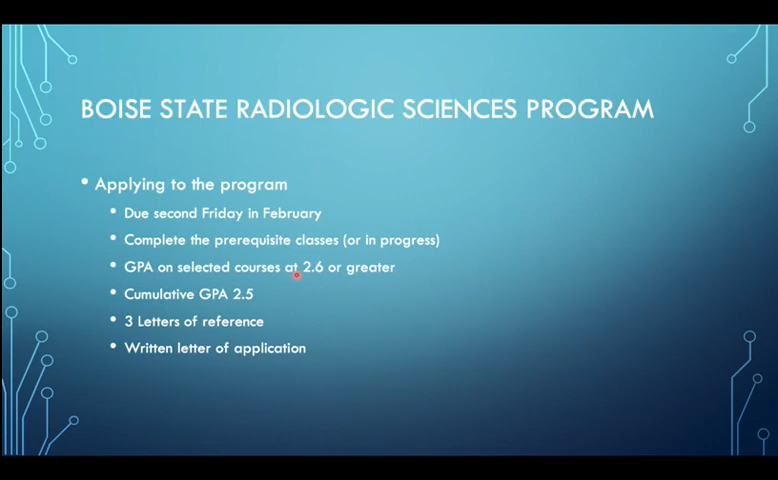 BOISE STATE RADIOLOGIC SCIENCES PROGRAM
• Applying to the program
• Due second Friday in February
• Complete the prerequisite classes (or in progress)
• GPA on selected courses at 2.6 or greater
• Cumulative GPA 2.5
• 3 Letters of reference
• Written letter of application